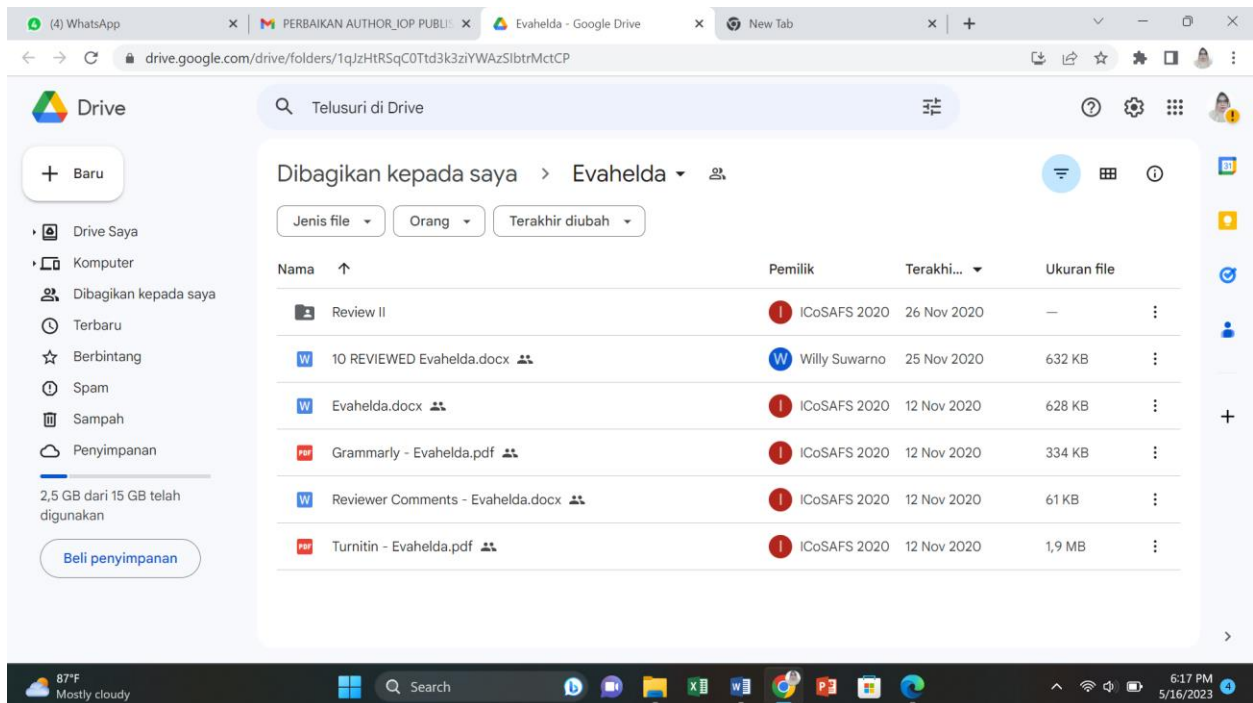 (4) WhatsApp
PERBAIKAN AUTHOR_IOP PUBLIS
Evahelda - Google Drive
New Tab
drive.google.com/drive/folders/1qJzHtRSqC0Ttd3k3ziYWAzSIbtrMctCP
Drive
Telusuri di Drive
Baru
Dibagikan kepada saya > Evahelda
31
Jenis file
Orang
Terakhir diubah
Drive Saya
Komputer
Dibagikan kepada saya
Terbaru
Berbintang
Spam
Sampah
Penyimpanan
2,5 GB dari 15 GB telah
digunakan
Beli penyimpanan
Nama Pemilik Terakhi... Ukuran file
Review II I ICoSAFS 2020 26 Nov 2020 —
W 10 REVIEWED Evahelda.docx W Willy Suwarno 25 Nov 2020 632 KB
W Evahelda.docx I ICoSAFS 2020 12 Nov 2020 628 KB
PDF Grammarly - Evahelda.pdf I ICoSAFS 2020 12 Nov 2020 334 KB
W Reviewer Comments - Evahelda.docx I ICoSAFS 2020 12 Nov 2020 61 KB
PDF Turnitin - Evahelda.pdf I ICoSAFS 2020 12 Nov 2020 1,9 MB
87°F
Mostly cloudy
Search
6:17 PM
5/16/2023
4